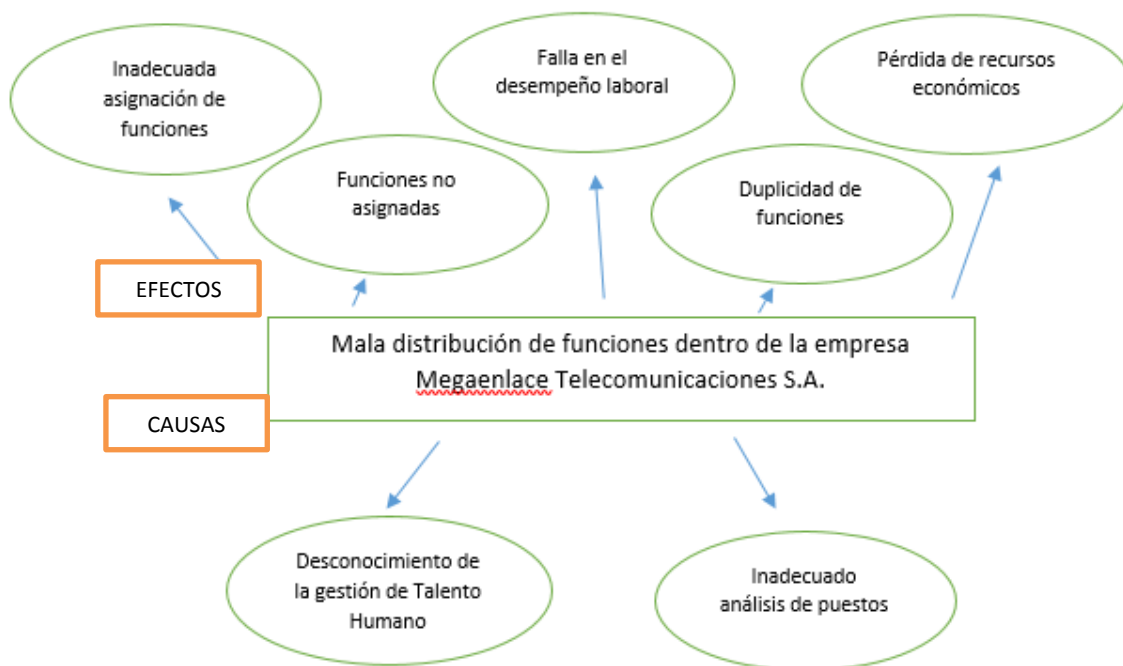 Inadecuada
asignación de
funciones
Falla en el
desempeño laboral
Pérdida de recursos
económicos
Funciones no
asignadas
Duplicidad de
funciones
EFECTOS
Mala distribución de funciones dentro de la empresa
Megaenlace Telecomunicaciones S.A.
CAUSAS
Desconocimiento de
la gestión de Talento
Humano
Inadecuado
análisis de puestos